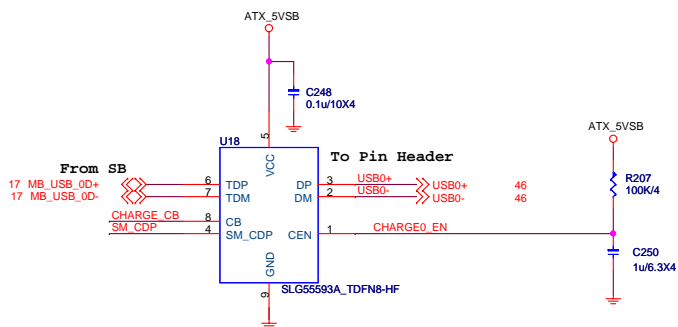 ATX_5VSB
C248
0.1u/10X4
ATX_5VSB
U18
5
VCC
From SB
To Pin Header
R207
100K/4
17 MB_USB_0D+ 6 TDP DP 3 USB0+ USB0+ 46
17 MB_USB_0D- 7 TDM DM 2 USB0- USB0- 46
CHARGE_CB 8 CB
SM_CDP 4 SM_CDP CEN 1 CHARGE0_EN
C250
1u/6.3X4
GND
9
SLG55593A_TDFN8-HF